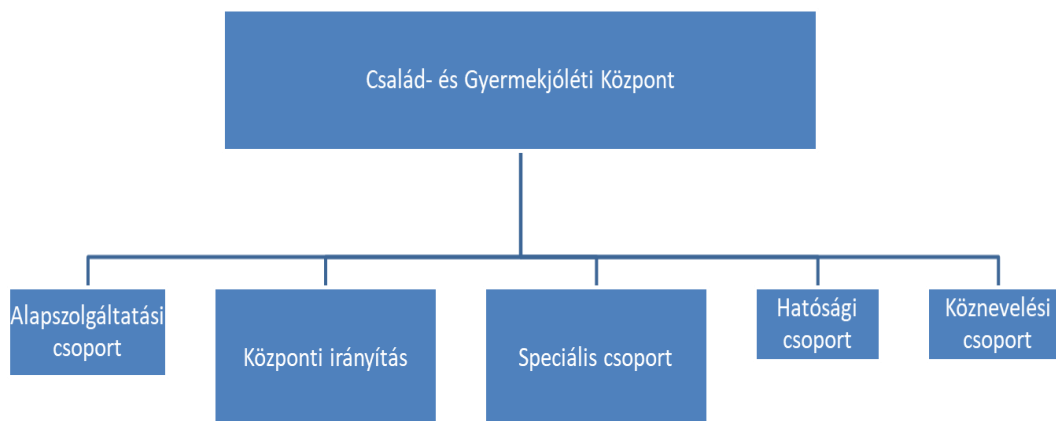 Család- és Gyermekjóléti Központ
Alapszolgáltatási
csoport
Központi irányítás
Speciális csoport
Hatósági
csoport
Köznevelési
csoport